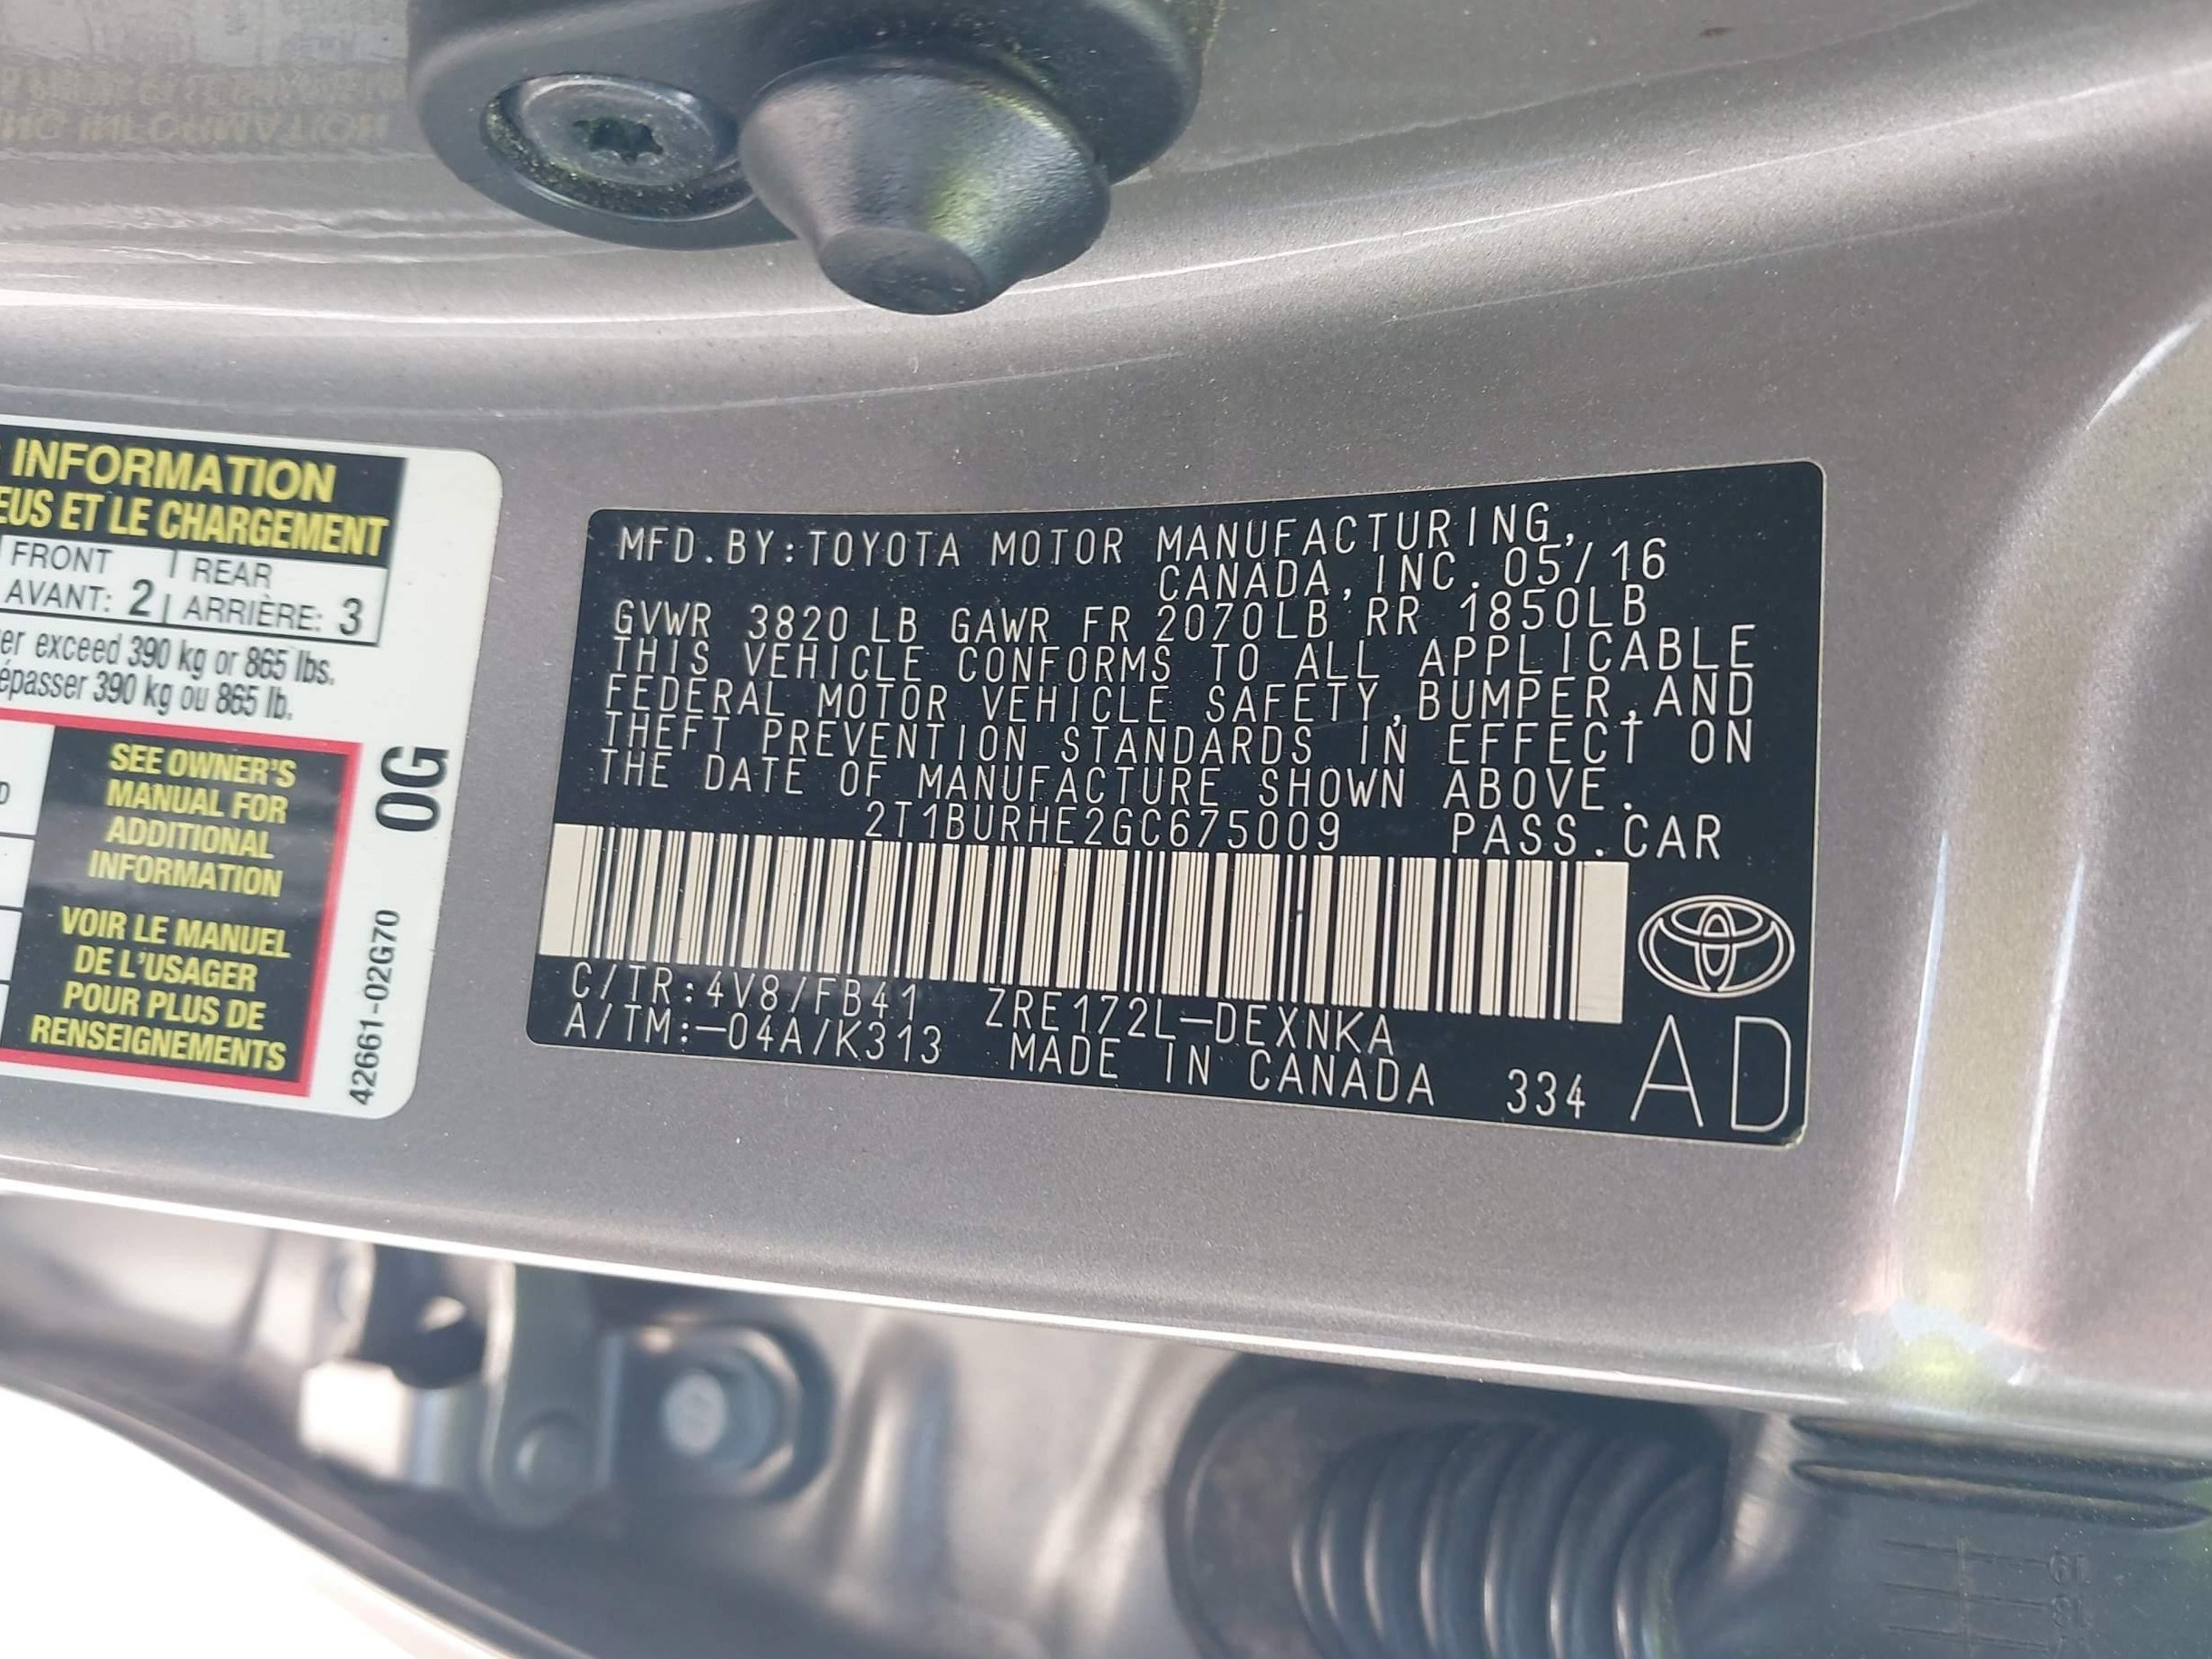 INFORMATION
EUS ET LE CHARGEMENT
FRONT REAR
AVANT: 2 ARRIÈRE: 3
exceed 390 kg or 865 lbs.
épasser 390 kg ou 865 lb.
SEE OWNER'S
MANUAL FOR
ADDITIONAL
INFORMATION
VOIR LE MANUEL
DE L'USAGER
POUR PLUS DE
RENSEIGNEMENTS
0G
42661-02G70
MFD.BY:TOYOTA MOTOR MANUFACTURING,
CANADA,INC.05/16
GVWR 3820LB GAWR FR 2070LB RR 1850LB
THIS VEHICLE CONFORMS TO ALL APPLICABLE
FEDERAL MOTOR VEHICLE SAFETY,BUMPER,AND
THEFT PREVENTION STANDARDS IN EFFECT ON
THE DATE OF MANUFACTURE SHOWN ABOVE.
2T1BURHE2GC675009 PASS.CAR
C/TR:4V8/FB41 ZRE172L-DEXNKA
A/TM:-04A/K313 MADE IN CANADA 334 AD